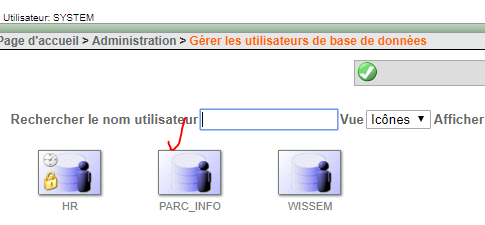 Utilisateur: SYSTEM
Page d'accueil > Administration > Gérer les utilisateurs de base de données
Rechercher le nom utilisateur Vue Icônes Afficher
HR PARC_INFO WISSEM